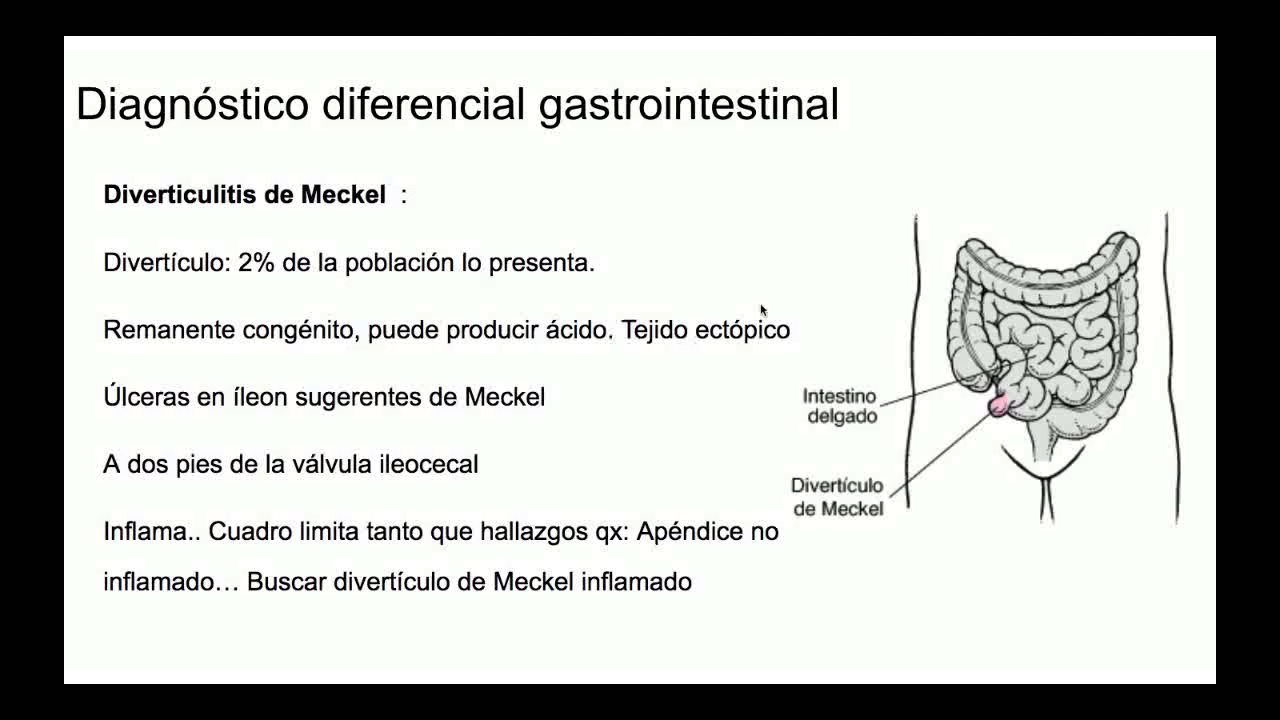 Diagnóstico diferencial gastrointestinal
Diverticulitis de Meckel :
Divertículo: 2% de la población lo presenta.
Remanente congénito, puede producir ácido. Tejido ectópico
Úlceras en íleon sugerentes de Meckel
A dos pies de la válvula ileocecal
Inflama.. Cuadro limita tanto que hallazgos qx: Apéndice no
inflamado… Buscar divertículo de Meckel inflamado
Intestino
delgado
Divertículo
de Meckel